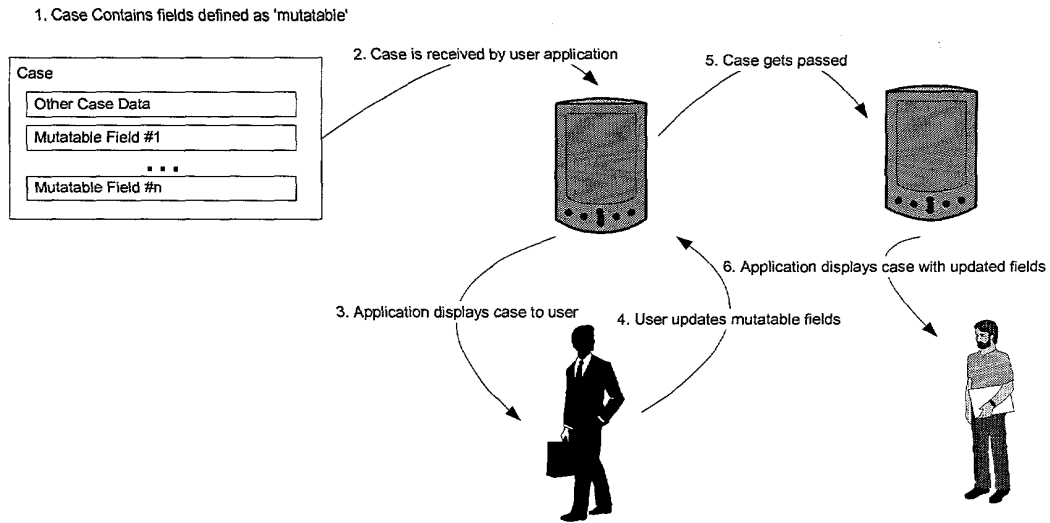 1. Case Contains fields defined as 'mutatable'
2. Case is received by user application
5. Case gets passed
Case
Other Case Data
Mutatable Field #1
...
Mutatable Field #n
6. Application displays case with updated fields
3. Application displays case to user
4. User updates mutatable fields